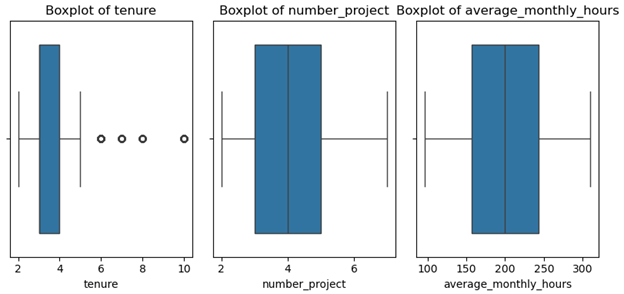 Boxplot of tenure
Boxplot of number_project
Boxplot of average_monthly_hours
2 4 6 8 10
2 4 6
100 150 200 250 300
tenure
number_project
average_monthly_hours